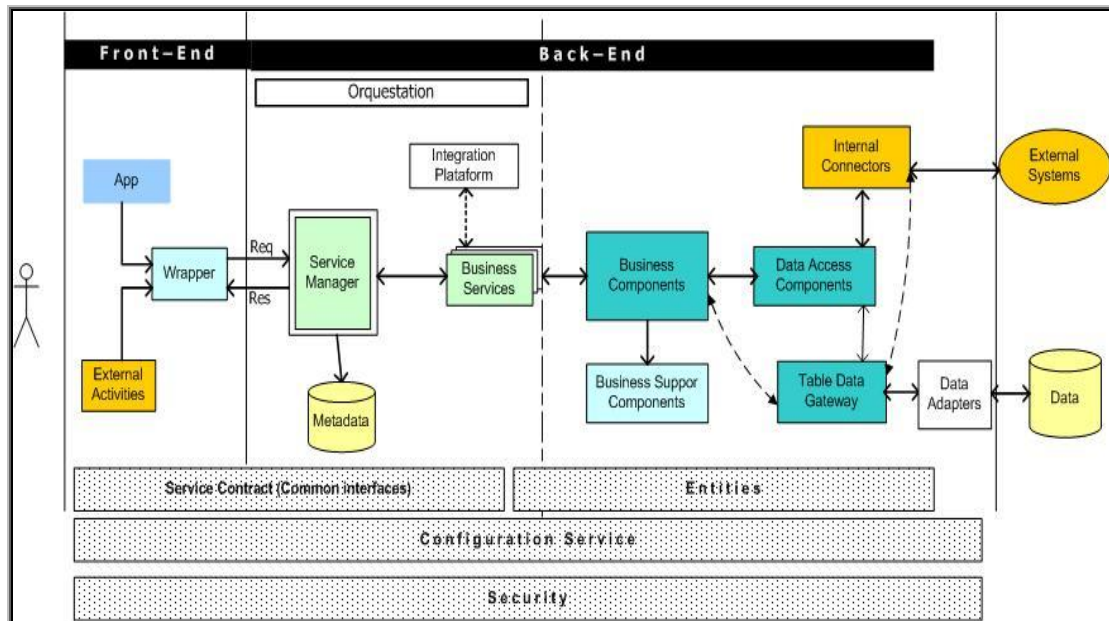 Front-End
Back-End
Orquestation
App
Integration
Plataform
Internal
Connectors
External
Systems
Wrapper
Req
Res
Service
Manager
Business
Services
Business
Components
Data Access
Components
External
Activities
Metadata
Business Suppor
Components
Table Data
Gateway
Data
Adapters
Data
Service Contract (Common interfaces)
Entities
Configuration Service
Security